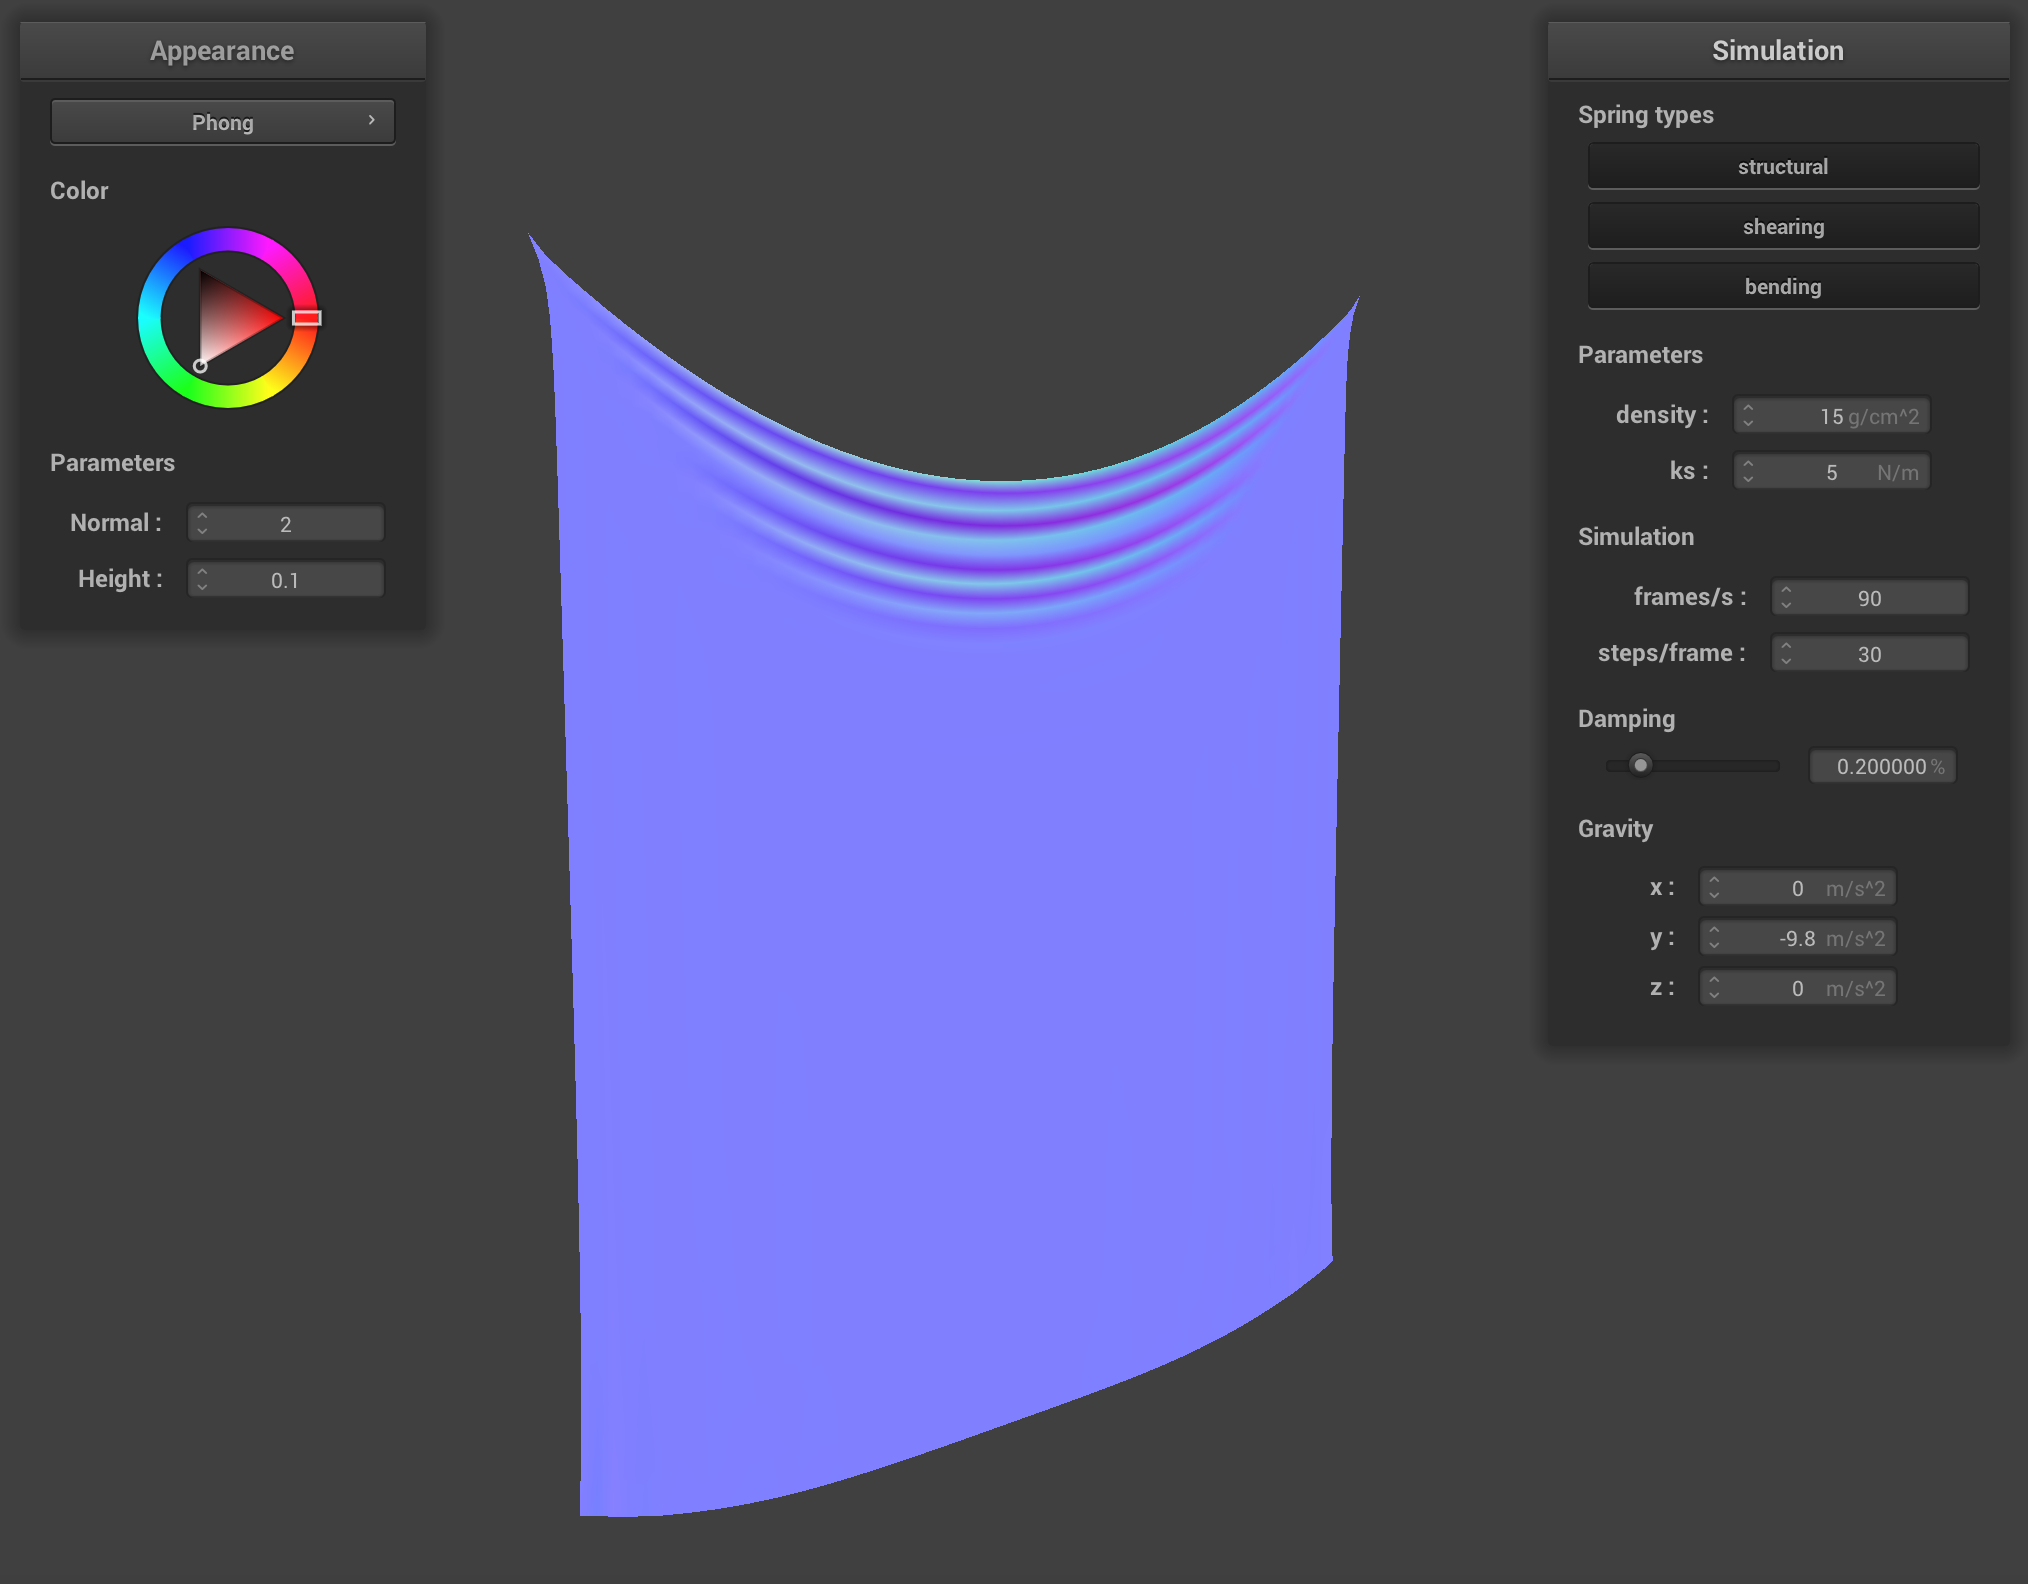 Appearance
Phong >
Color
Parameters
Normal : 2
Height : 0.1
Simulation
Spring types
structural
shearing
bending
Parameters
density : 15 g/cm^2
ks : 5 N/m
Simulation
frames/s : 90
steps/frame : 30
Damping
0.200000 %
Gravity
x : 0 m/s^2
y : -9.8 m/s^2
z : 0 m/s^2